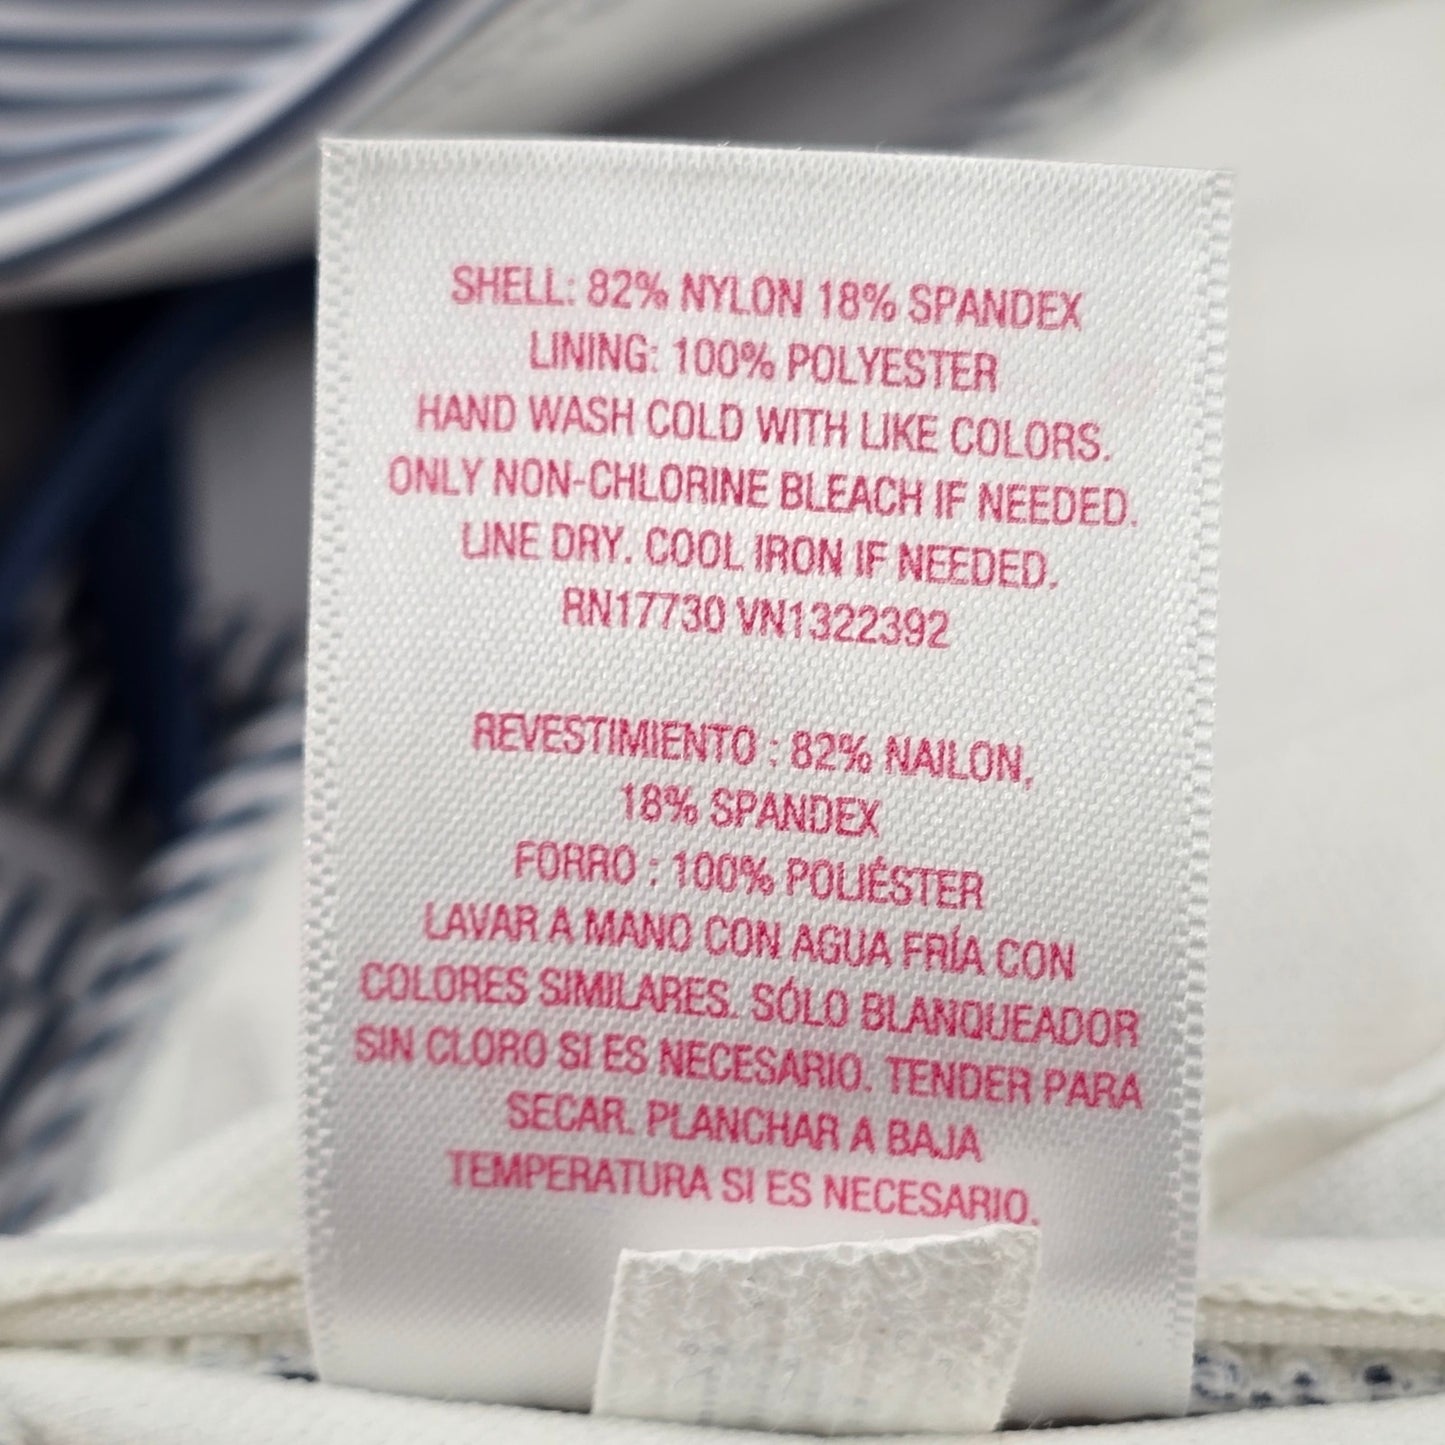 SHELL: 82% NYLON 18% SPANDEX
LINING: 100% POLYESTER
HAND WASH COLD WITH LIKE COLORS.
ONLY NON-CHLORINE BLEACH IF NEEDED.
LINE DRY. COOL IRON IF NEEDED.
RN17730 VN1322392
REVESTIMIENTO : 82% NAILON,
18% SPANDEX
FORRO : 100% POLIÉSTER
LAVAR A MANO CON AGUA FRÍA CON
COLORES SIMILARES. SÓLO BLANQUEADOR
SIN CLORO SI ES NECESARIO. TENDER PARA
SECAR. PLANCHAR A BAJA
TEMPERATURA SI ES NECESARIO.